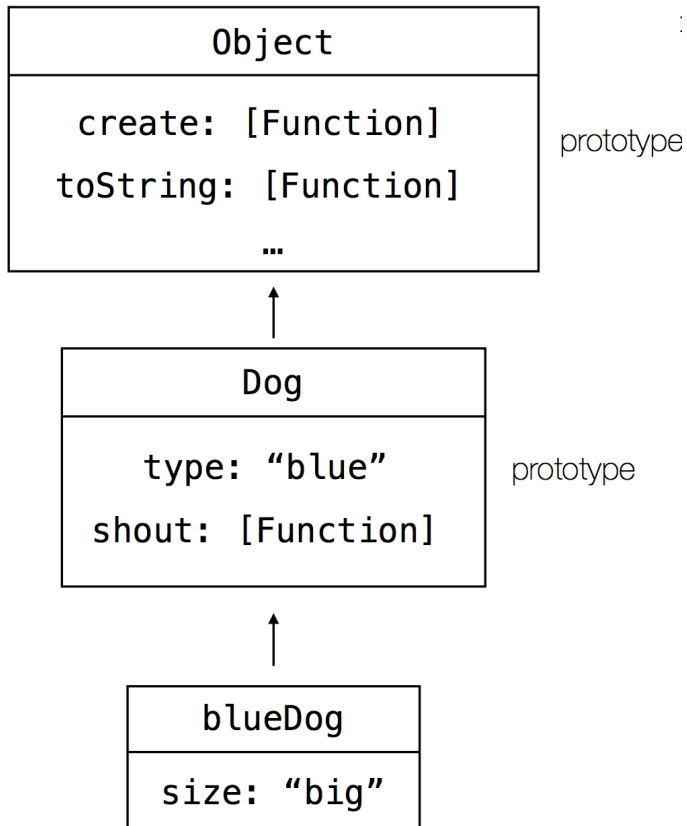 Object
create: [Function]
prototype
toString: [Function]
…
Dog
type: “blue”
prototype
shout: [Function]
blueDog
size: “big”